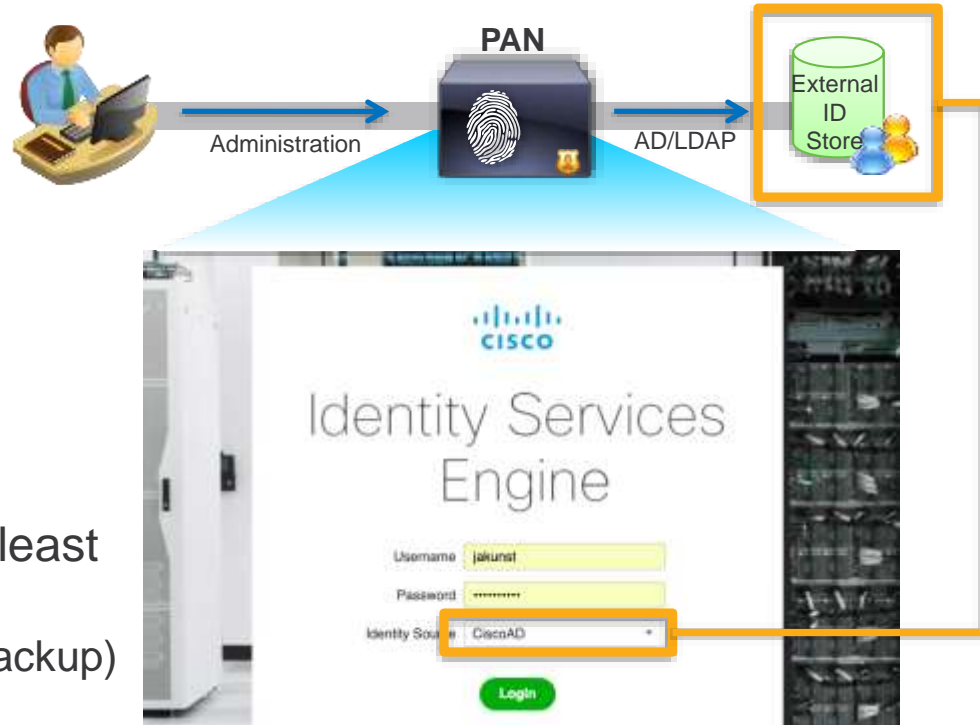 PAN
External
ID
Store
Administration
AD/LDAP
CISCO
Identity Services
Engine
least
ackup)
Username jakunst
Password ••••••••••
Identity Source CiscoAD
Login